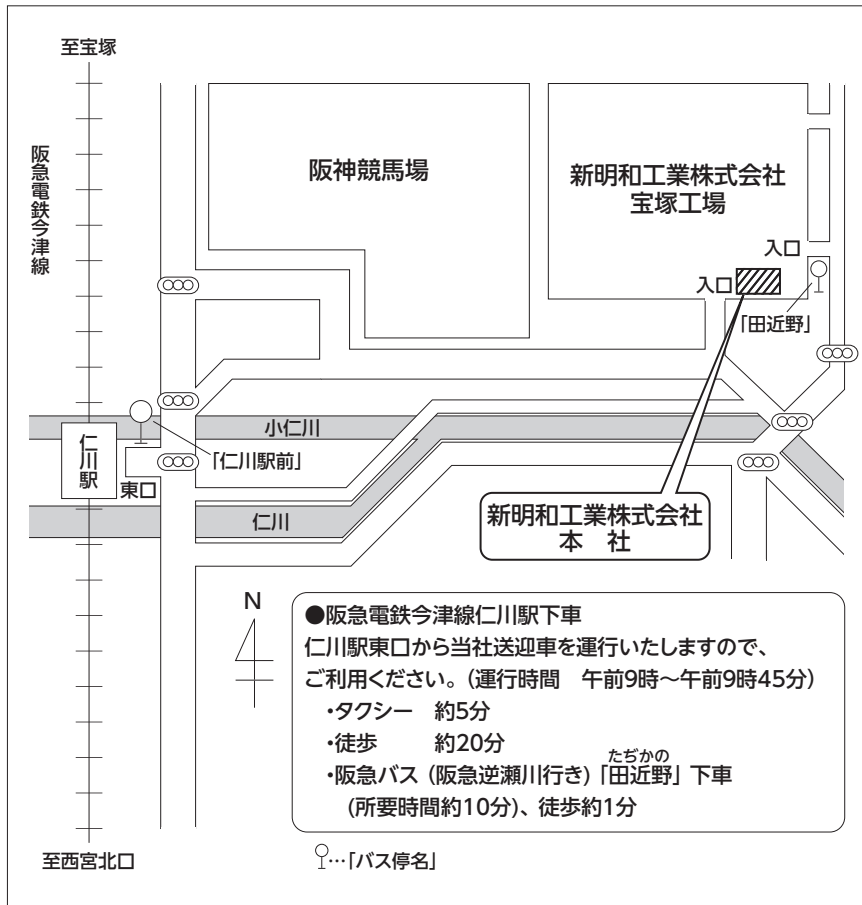 至宝塚
阪急電鉄今津線
阪神競馬場
新明和工業株式会社
宝塚工場
入口
入口
「田近野」
小仁川
仁川駅
「仁川駅前」
東口
仁川
新明和工業株式会社
本　社
N
●阪急電鉄今津線仁川駅下車
仁川駅東口から当社送迎車を運行いたしますので、
ご利用ください。（運行時間　午前9時～午前9時45分）
・タクシー　約5分
・徒歩　　　約20分
たぢかの
・阪急バス（阪急逆瀬川行き）「田近野」下車
（所要時間約10分）、徒歩約1分
至西宮北口
…「バス停名」